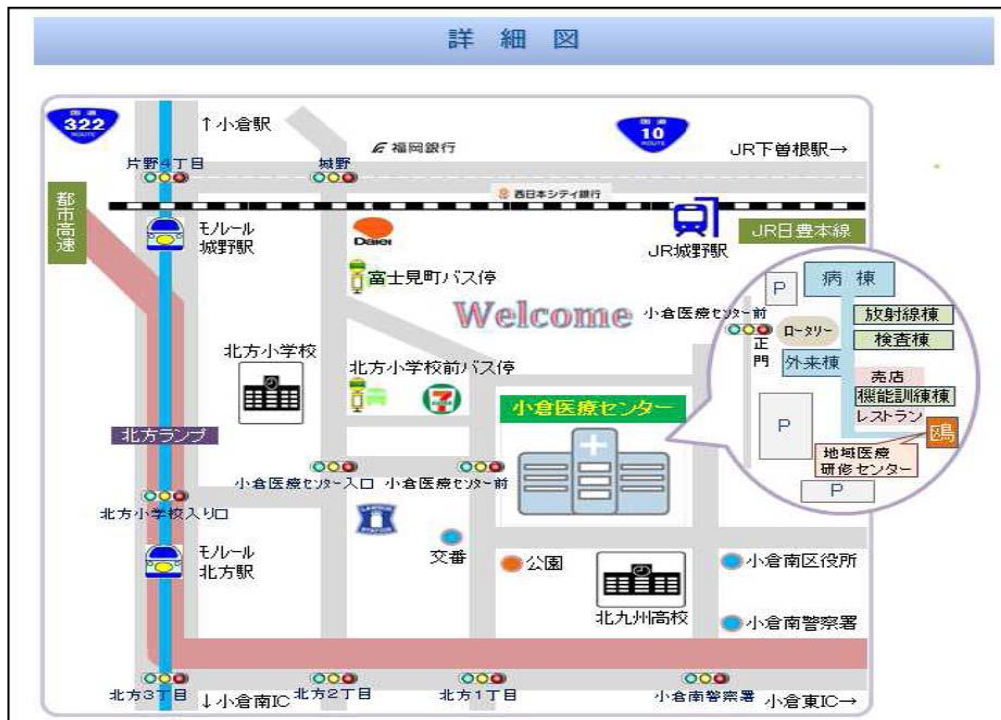 詳 細 図
国道
322
ROUTE
↑小倉駅
福岡銀行
国道
10
ROUTE
JR下曽根駅→
片野4丁目
城野
西日本シティ銀行
都市高速
モノレール
城野駅
Daiei
JR城野駅
JR日豊本線
富士見町バス停
Welcome
小倉医療センター前
P
病 棟
放射線棟
ロータリー
検査棟
正門
外来棟
北方小学校
北方小学校前バス停
売店
機能訓練棟
レストラン
小倉医療センター
P
鴎
北方ランプ
地域医療
研修センター
小倉医療センター入口
小倉医療センター前
P
北方小学校入り口
モノレール
北方駅
交番
公園
小倉南区役所
北九州高校
小倉南警察署
北方3丁目
↓小倉南IC
北方2丁目
北方1丁目
小倉南警察署
小倉東IC→